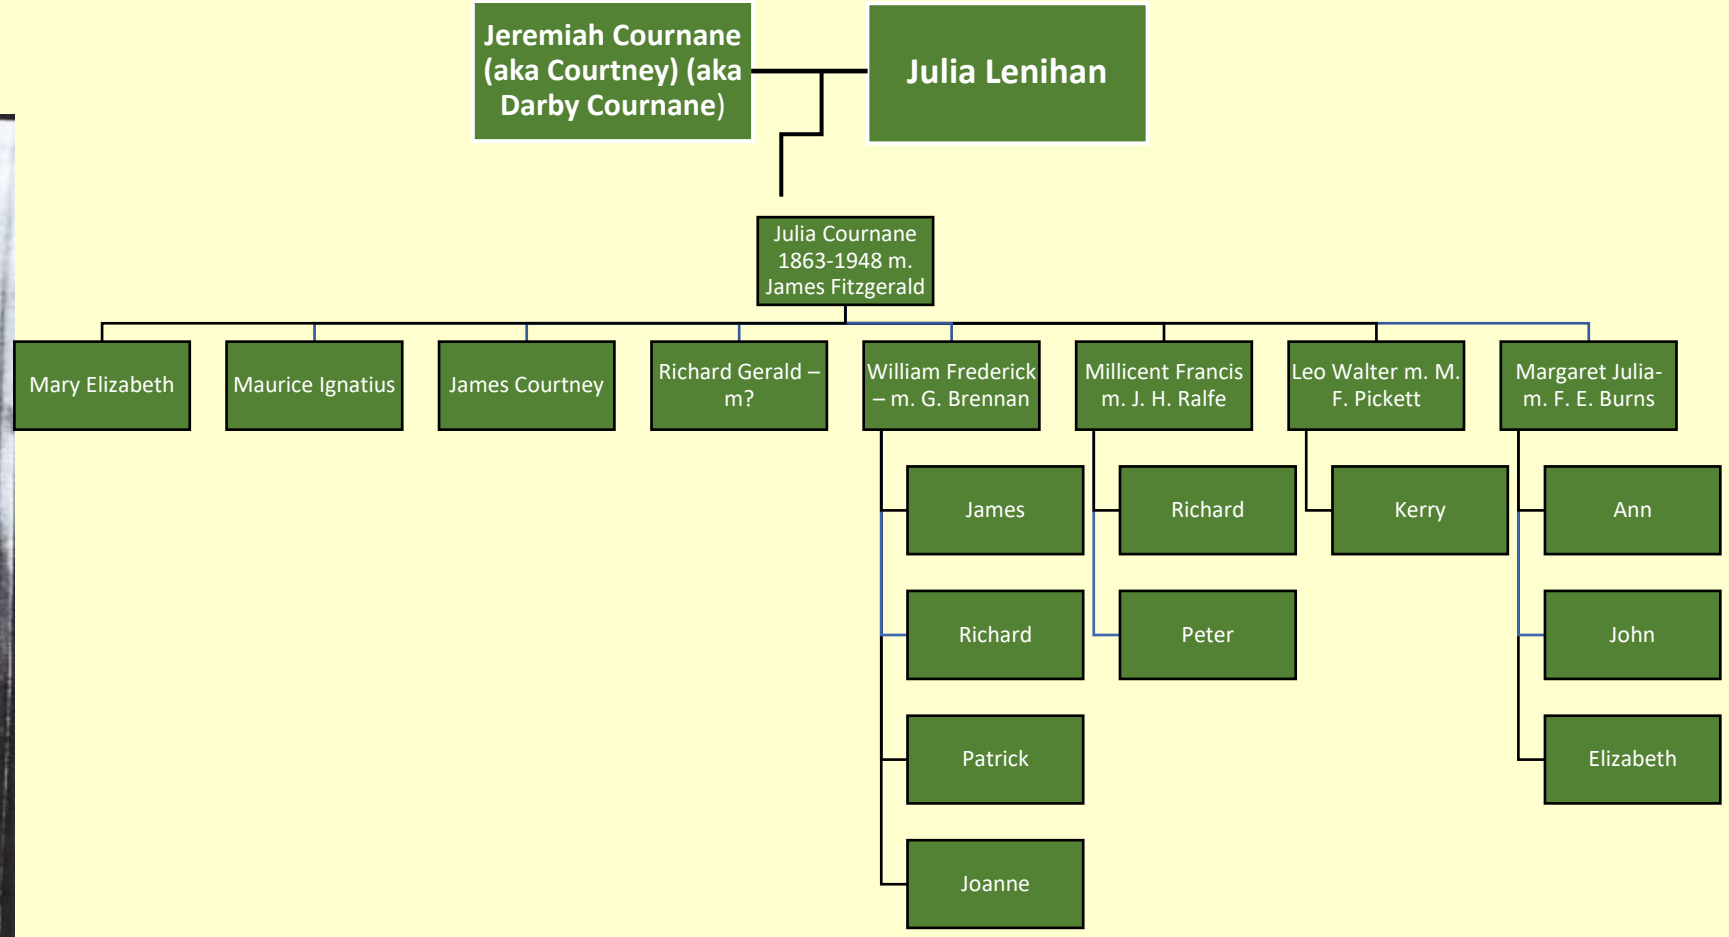 Jeremiah Cournane
(aka Courtney) (aka
Darby Cournane)
Julia Lenihan
Julia Cournane
1863-1948 m.
James Fitzgerald
Mary Elizabeth
Maurice Ignatius
James Courtney
Richard Gerald –
m?
William Frederick
– m. G. Brennan
Millicent Francis
m. J. H. Ralfe
Leo Walter m. M.
F. Pickett
Margaret Julia-
m. F. E. Burns
James
Richard
Patrick
Joanne
Richard
Peter
Kerry
Ann
John
Elizabeth